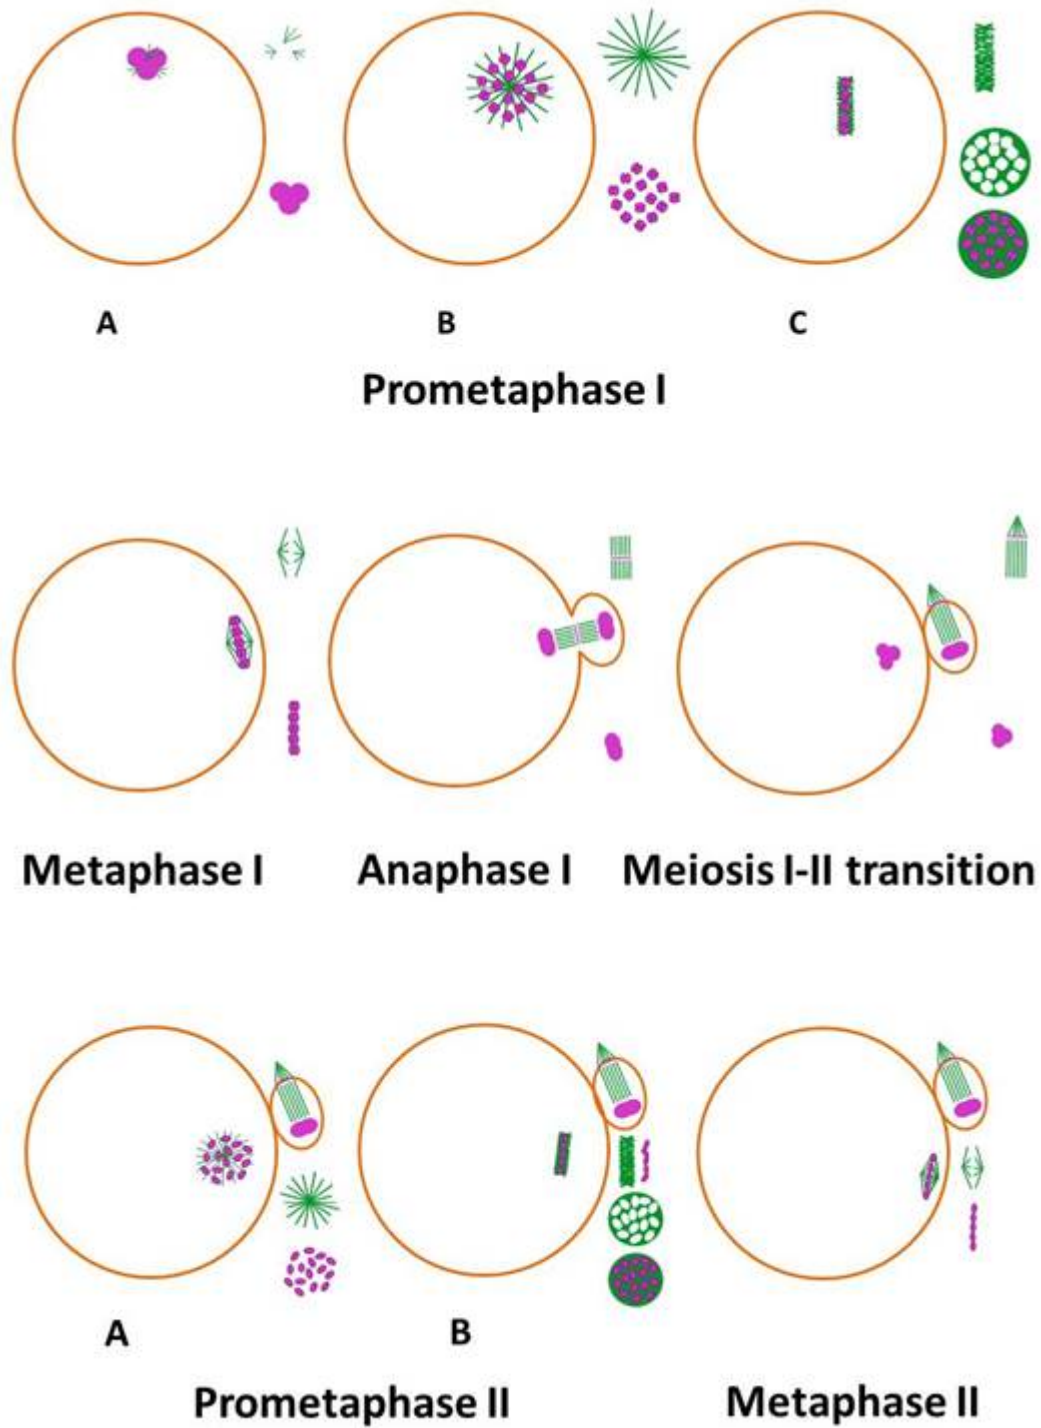 A B C
Prometaphase I
Metaphase I Anaphase I Meiosis I-II transition
A B
Prometaphase II Metaphase II